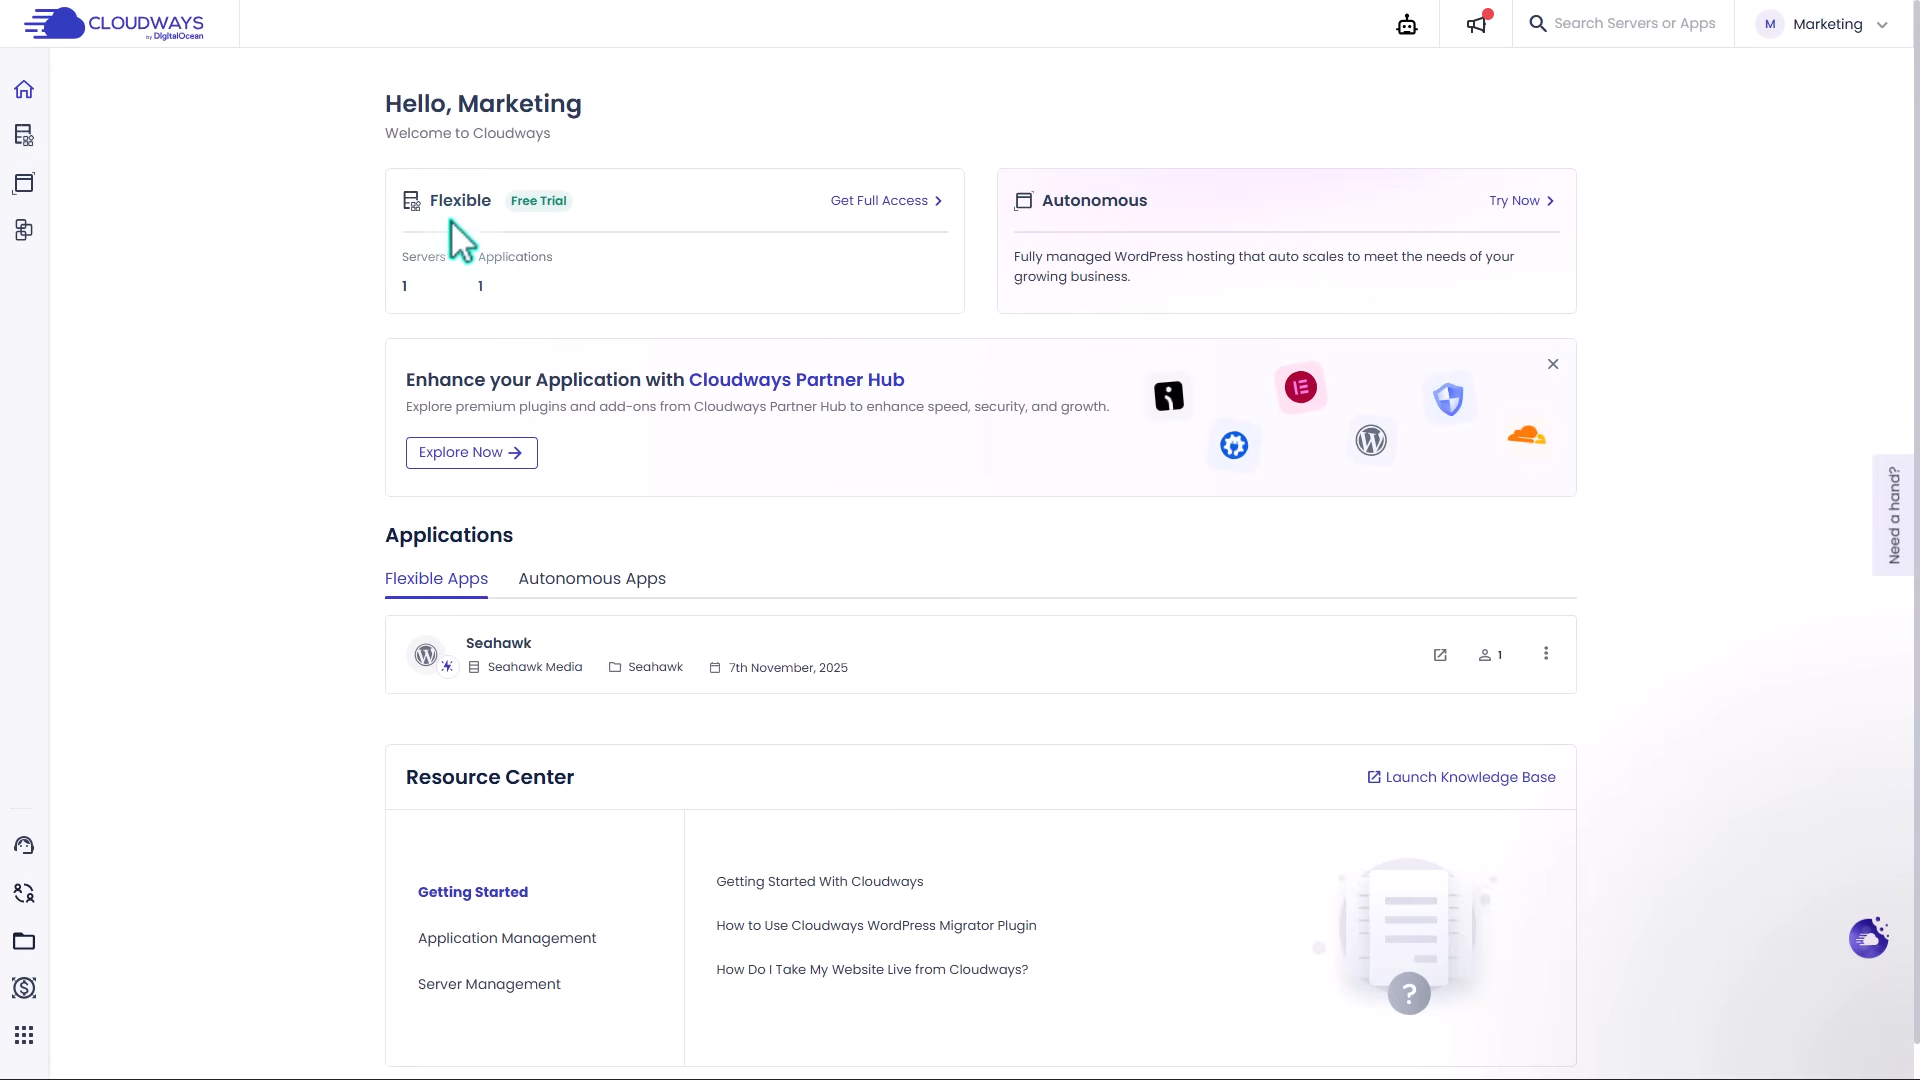 CLOUDWAYS
by DigitalOcean
Search Servers or Apps
M Marketing
Hello, Marketing
Welcome to Cloudways
Flexible Free Trial Get Full Access
Servers Applications
1 1
Autonomous Try Now
Fully managed WordPress hosting that auto scales to meet the needs of your
growing business.
Enhance your Application with Cloudways Partner Hub
Explore premium plugins and add-ons from Cloudways Partner Hub to enhance speed, security, and growth.
Explore Now
Need a hand?
Applications
Flexible Apps Autonomous Apps
Seahawk
Seahawk Media Seahawk 7th November, 2025
1
Resource Center Launch Knowledge Base
Getting Started
Application Management
Server Management
Getting Started With Cloudways
How to Use Cloudways WordPress Migrator Plugin
How Do I Take My Website Live from Cloudways?
?